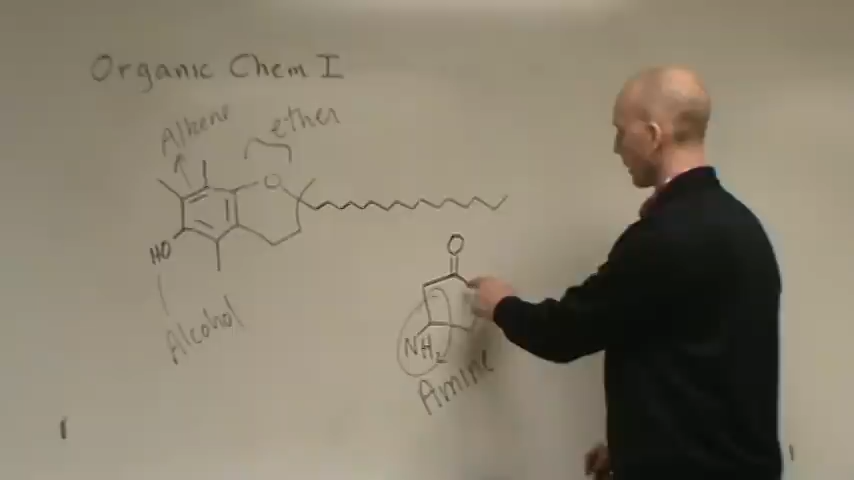 Organic Chem I
Alkene
ether
O
HO
O
Alcohol
NH2
Amine